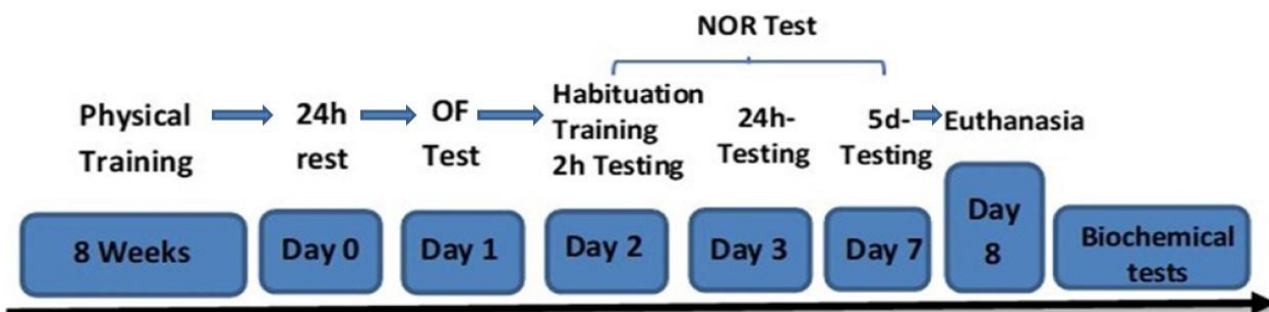 NOR Test
Physical
Training
24h
rest
OF
Test
Habituation
Training
2h Testing
24h-
Testing
5d-
Testing
Euthanasia
8 Weeks
Day 0
Day 1
Day 2
Day 3
Day 7
Day
8
Biochemical
tests